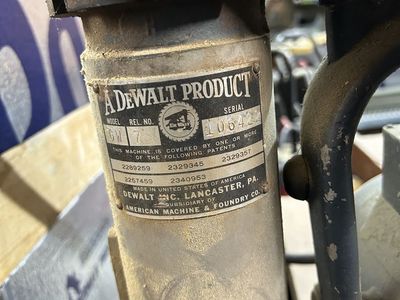 A DEWALT PRODUCT
MODEL REL. NO. SERIAL
GW 7
THIS MACHINE IS COVERED BY ONE OR MORE
OF THE FOLLOWING PATENTS
2289259 2329345 2329357
2257459 2340953
MADE IN UNITED STATES OF AMERICA
DEWALT INC. LANCASTER, PA.
SUBSIDIARY OF
AMERICAN MACHINE & FOUNDRY CO.